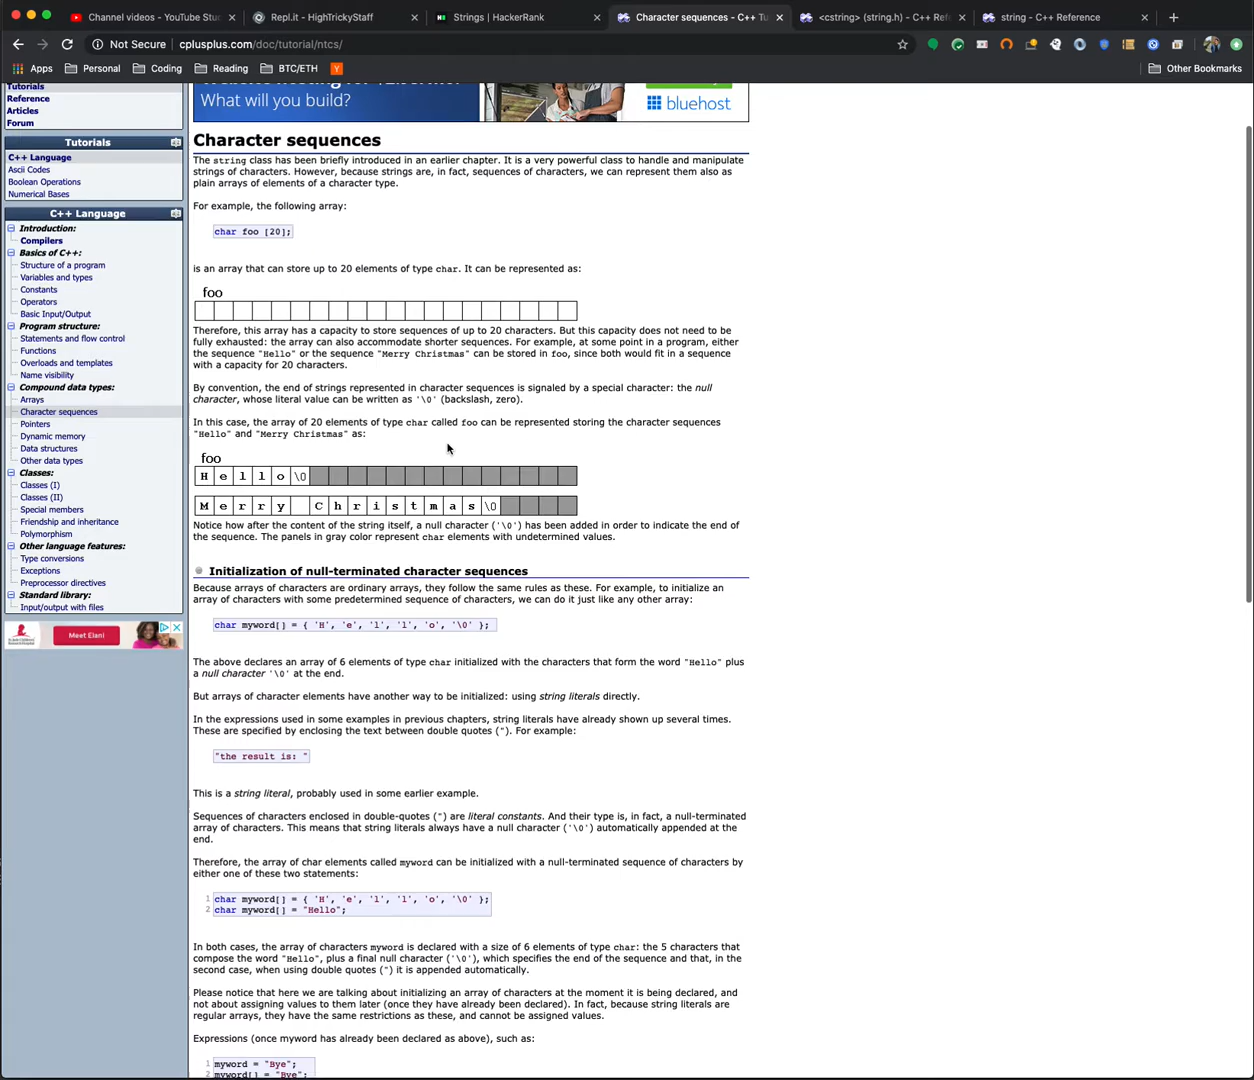 Channel videos - YouTube Stu
Repl.it - HighTrickyStaff
Strings | HackerRank
Character sequences - C++ Tu
<cstring> (string.h) - C++ Ref
string - C++ Reference
Not Secure | cplusplus.com/doc/tutorial/ntcs/
Apps Personal Coding Reading BTC/ETH Y Other Bookmarks
Tutorials
Reference
Articles
Forum
Tutorials
C++ Language
Ascii Codes
Boolean Operations
Numerical Bases
C++ Language
Introduction:
Compilers
Basics of C++:
Structure of a program
Variables and types
Constants
Operators
Basic Input/Output
Program structure:
Statements and flow control
Functions
Overloads and templates
Name visibility
Compound data types:
Arrays
Character sequences
Pointers
Dynamic memory
Data structures
Other data types
Classes:
Classes (I)
Classes (II)
Special members
Friendship and inheritance
Polymorphism
Other language features:
Type conversions
Exceptions
Preprocessor directives
Standard library:
Input/output with files
Meet Elani
What will you build?
bluehost
Character sequences
The string class has been briefly introduced in an earlier chapter. It is a very powerful class to handle and manipulate
strings of characters. However, because strings are, in fact, sequences of characters, we can represent them also as
plain arrays of elements of a character type.
For example, the following array:
char foo [20];
is an array that can store up to 20 elements of type char. It can be represented as:
foo
Therefore, this array has a capacity to store sequences of up to 20 characters. But this capacity does not need to be
fully exhausted: the array can also accommodate shorter sequences. For example, at some point in a program, either
the sequence "Hello" or the sequence "Merry Christmas" can be stored in foo, since both would fit in a sequence
with a capacity for 20 characters.
By convention, the end of strings represented in character sequences is signaled by a special character: the null
character, whose literal value can be written as '\0' (backslash, zero).
In this case, the array of 20 elements of type char called foo can be represented storing the character sequences
"Hello" and "Merry Christmas" as:
foo
H e l l o \0
M e r r y C h r i s t m a s \0
Notice how after the content of the string itself, a null character ('\0') has been added in order to indicate the end of
the sequence. The panels in gray color represent char elements with undetermined values.
Initialization of null-terminated character sequences
Because arrays of characters are ordinary arrays, they follow the same rules as these. For example, to initialize an
array of characters with some predetermined sequence of characters, we can do it just like any other array:
char myword[] = { 'H', 'e', 'l', 'l', 'o', '\0' };
The above declares an array of 6 elements of type char initialized with the characters that form the word "Hello" plus
a null character '\0' at the end.
But arrays of character elements have another way to be initialized: using string literals directly.
In the expressions used in some examples in previous chapters, string literals have already shown up several times.
These are specified by enclosing the text between double quotes ("). For example:
"the result is: "
This is a string literal, probably used in some earlier example.
Sequences of characters enclosed in double-quotes (") are literal constants. And their type is, in fact, a null-terminated
array of characters. This means that string literals always have a null character ('\0') automatically appended at the
end.
Therefore, the array of char elements called myword can be initialized with a null-terminated sequence of characters by
either one of these two statements:
1 char myword[] = { 'H', 'e', 'l', 'l', 'o', '\0' };
2 char myword[] = "Hello";
In both cases, the array of characters myword is declared with a size of 6 elements of type char: the 5 characters that
compose the word "Hello", plus a final null character ('\0'), which specifies the end of the sequence and that, in the
second case, when using double quotes (") it is appended automatically.
Please notice that here we are talking about initializing an array of characters at the moment it is being declared, and
not about assigning values to them later (once they have already been declared). In fact, because string literals are
regular arrays, they have the same restrictions as these, and cannot be assigned values.
Expressions (once myword has already been declared as above), such as:
1 myword = "Bye";
2 myword[] = "Bye";